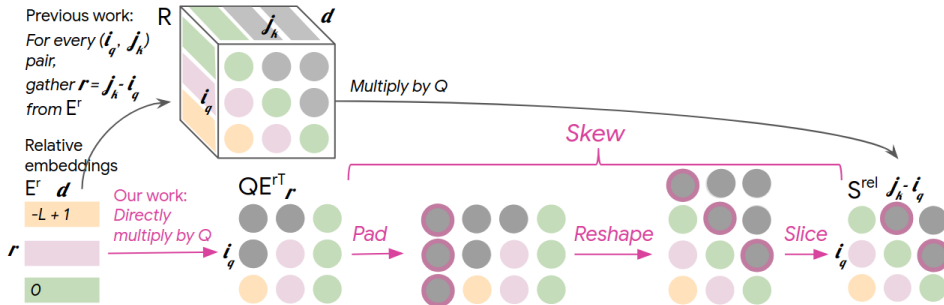 Previous work:
For every (i_q, j_k)
pair,
gather r = j_k - i_q
from E^r
R
j_k
d
i_q
Multiply by Q
Relative
embeddings
E^r d
-L + 1
r
0
Our work:
Directly
multiply by Q
QE^rT r
i_q
Skew
Pad
Reshape
Slice
S^rel j_k - i_q
i_q